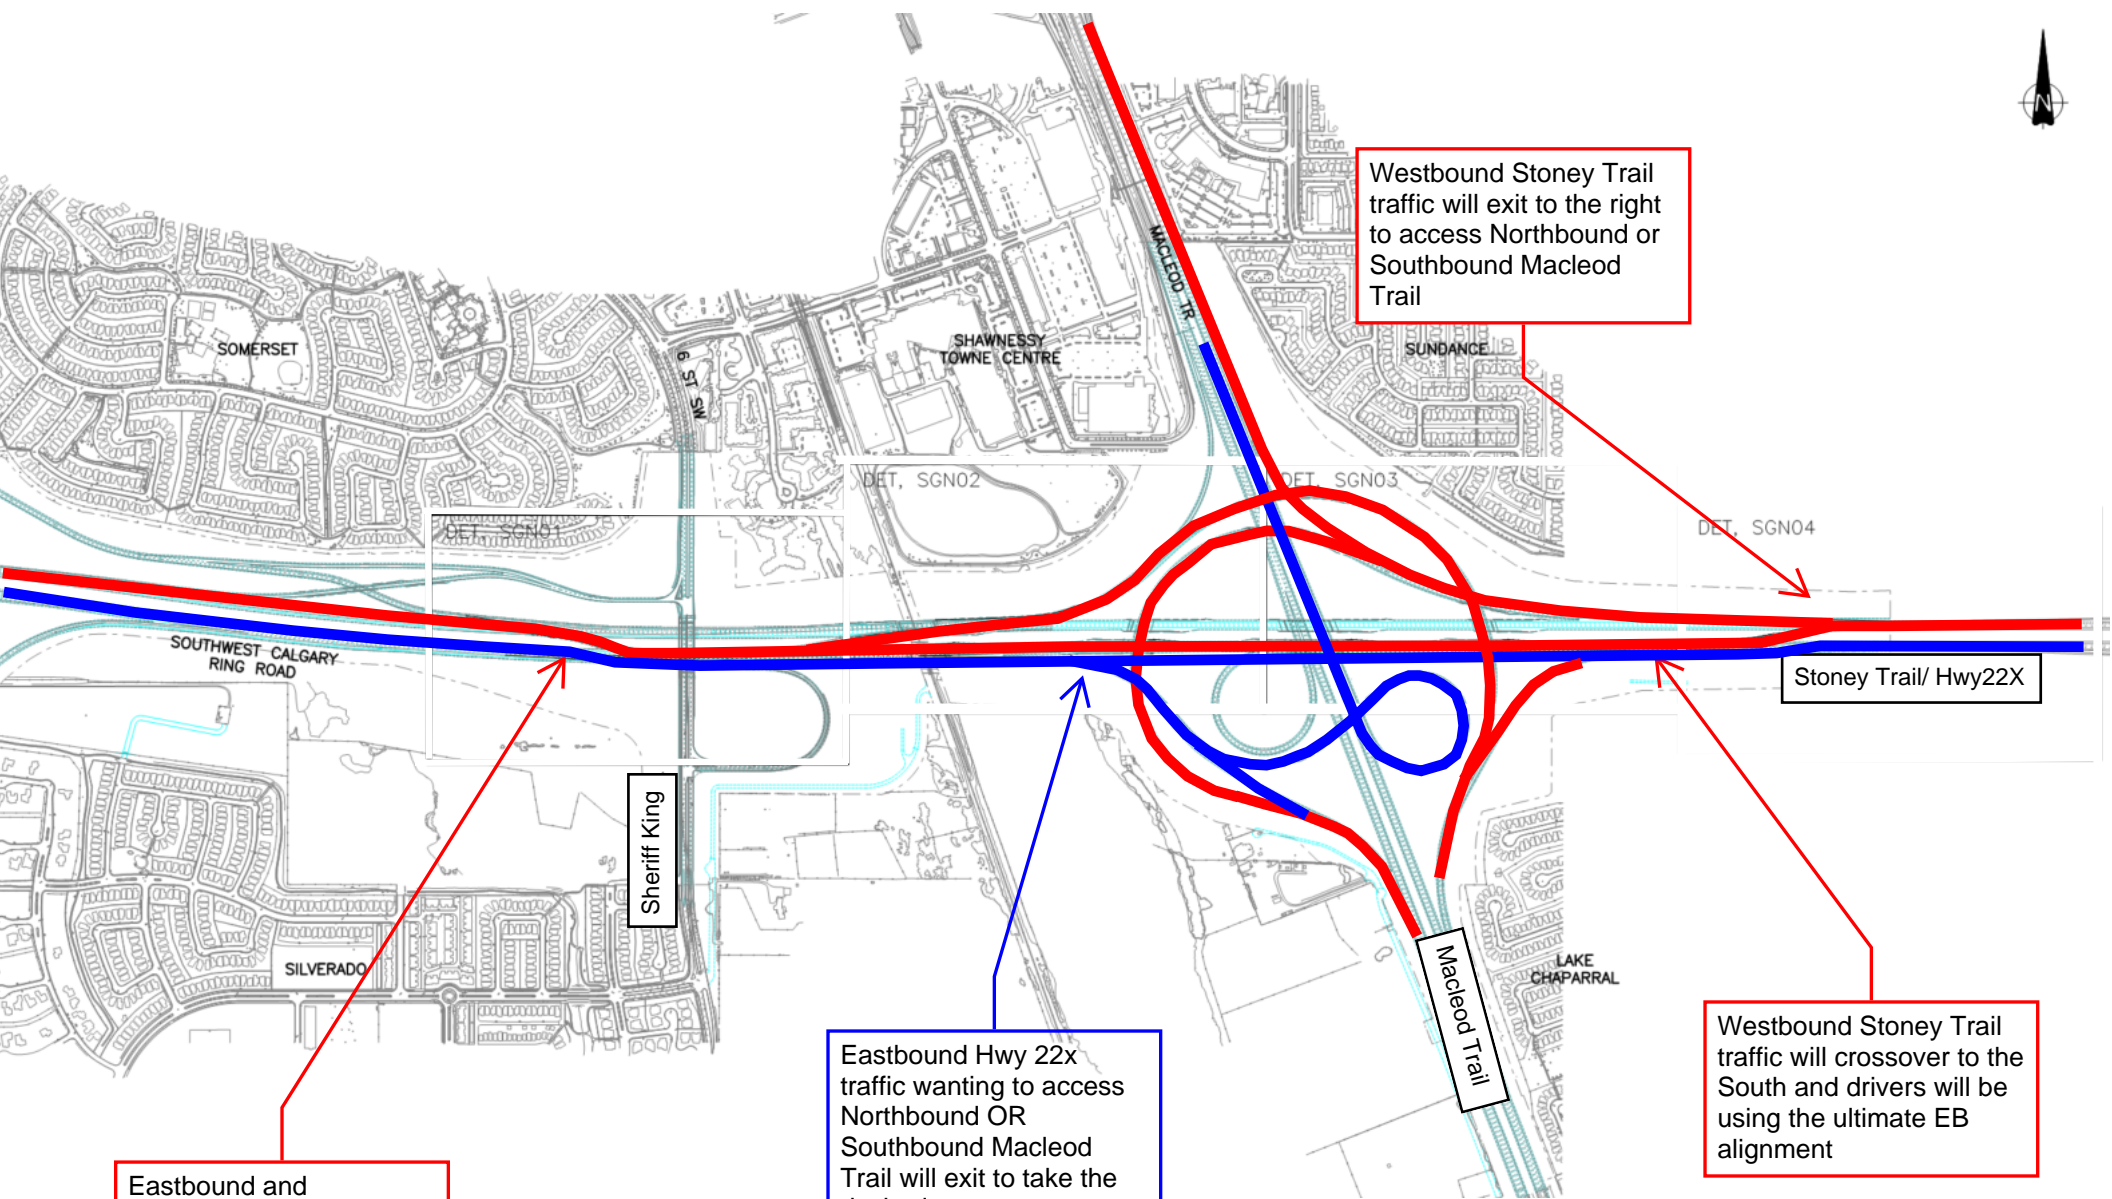 N
Westbound Stoney Trail
traffic will exit to the right
to access Northbound or
Southbound Macleod
Trail
MACLEOD TR
SOMERSET
SHAWNESSY
TOWNE CENTRE
SUNDANCE
6 ST SW
DET, SGN01
DET, SGN02
DET, SGN03
DET, SGN04
SOUTHWEST CALGARY
RING ROAD
Stoney Trail/ Hwy22X
Sheriff King
SILVERADO
Macleod Trail
LAKE
CHAPARRAL
Westbound Stoney Trail
traffic will crossover to the
South and drivers will be
using the ultimate EB
alignment
Eastbound Hwy 22x
traffic wanting to access
Northbound OR
Southbound Macleod
Trail will exit to take the
Eastbound and